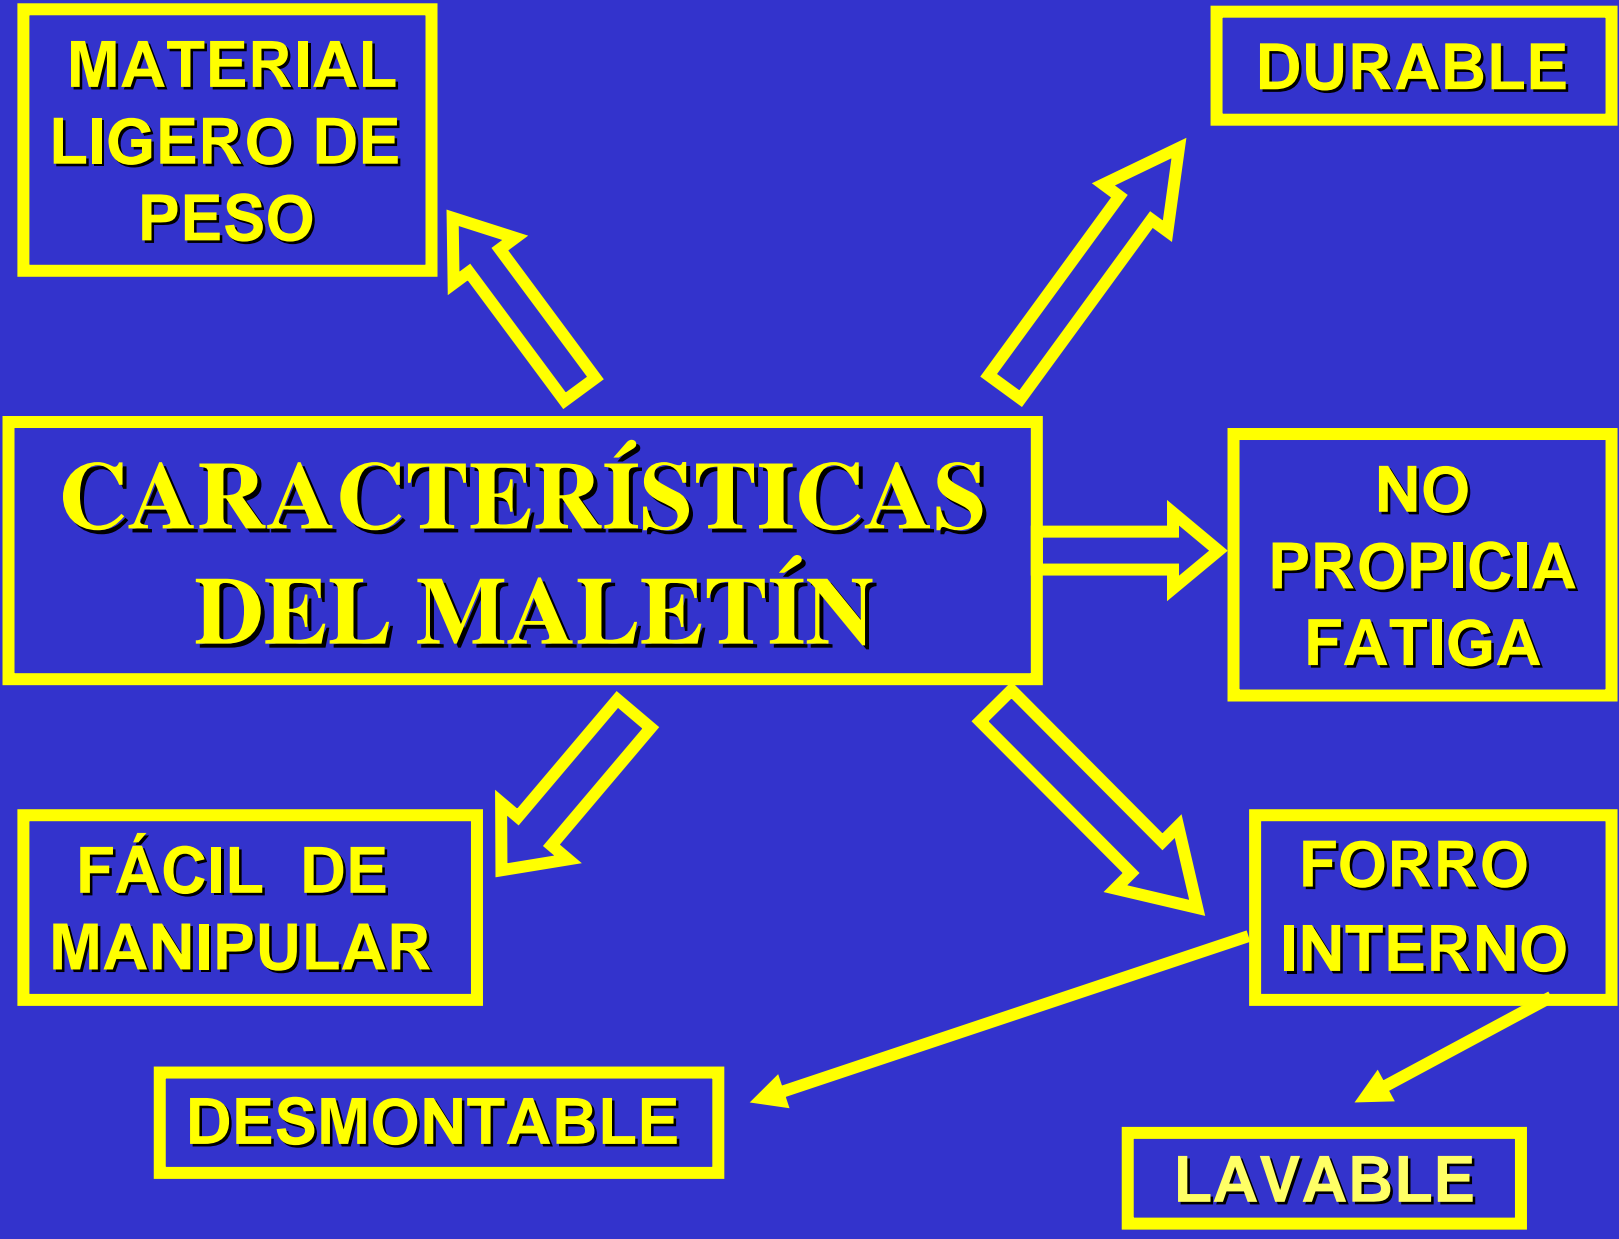 MATERIAL
LIGERO DE
PESO
DURABLE
CARACTERÍSTICAS
DEL MALETÍN
NO
PROPICIA
FATIGA
FÁCIL DE
MANIPULAR
FORRO
INTERNO
DESMONTABLE
LAVABLE